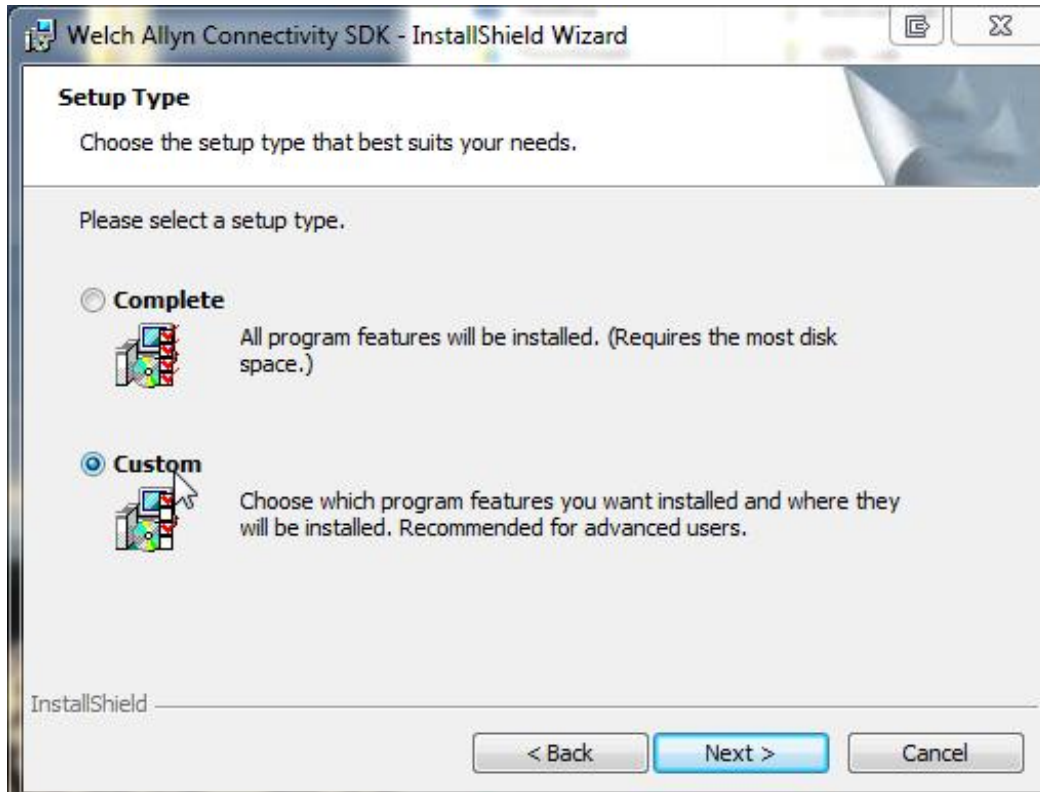 Welch Allyn Connectivity SDK - InstallShield Wizard
Setup Type
Choose the setup type that best suits your needs.
Please select a setup type.
Complete
All program features will be installed. (Requires the most disk
space.)
Custom
Choose which program features you want installed and where they
will be installed. Recommended for advanced users.
InstallShield
< Back
Next >
Cancel